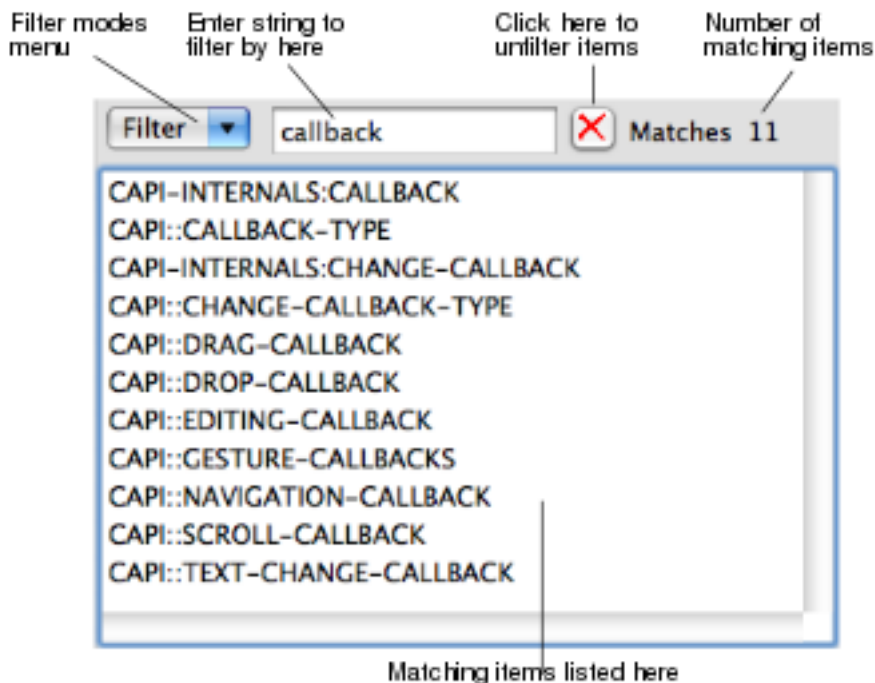 Filter modes menu
Enter string to filter by here
Click here to unfilter items
Number of matching items
Filter
callback
Matches 11
CAPI-INTERNALS:CALLBACK
CAPI::CALLBACK-TYPE
CAPI-INTERNALS:CHANGE-CALLBACK
CAPI::CHANGE-CALLBACK-TYPE
CAPI::DRAG-CALLBACK
CAPI::DROP-CALLBACK
CAPI::EDITING-CALLBACK
CAPI::GESTURE-CALLBACKS
CAPI::NAVIGATION-CALLBACK
CAPI::SCROLL-CALLBACK
CAPI::TEXT-CHANGE-CALLBACK
Matching items listed here